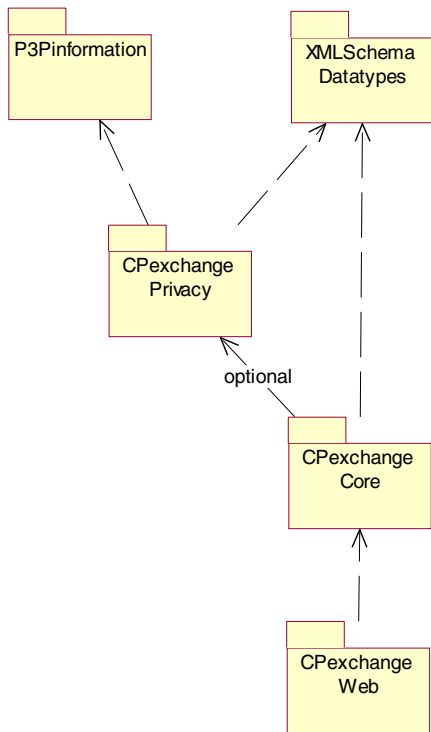 P3Pinformation
XMLSchema
Datatypes
CPexchange
Privacy
optional
CPexchange
Core
CPexchange
Web